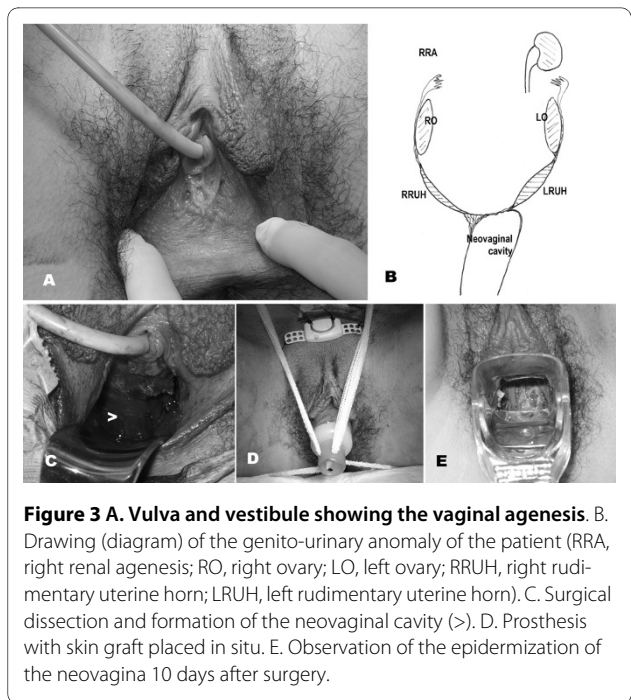 RRA
RO
LO
RRUH
LRUH
Neovaginal
cavity
A
B
>
C
D
E
Figure 3 A. Vulva and vestibule showing the vaginal agenesis. B.
Drawing (diagram) of the genito-urinary anomaly of the patient (RRA,
right renal agenesis; RO, right ovary; LO, left ovary; RRUH, right rudi-
mentary uterine horn; LRUH, left rudimentary uterine horn). C. Surgical
dissection and formation of the neovaginal cavity (>). D. Prosthesis
with skin graft placed in situ. E. Observation of the epidermization of
the neovagina 10 days after surgery.